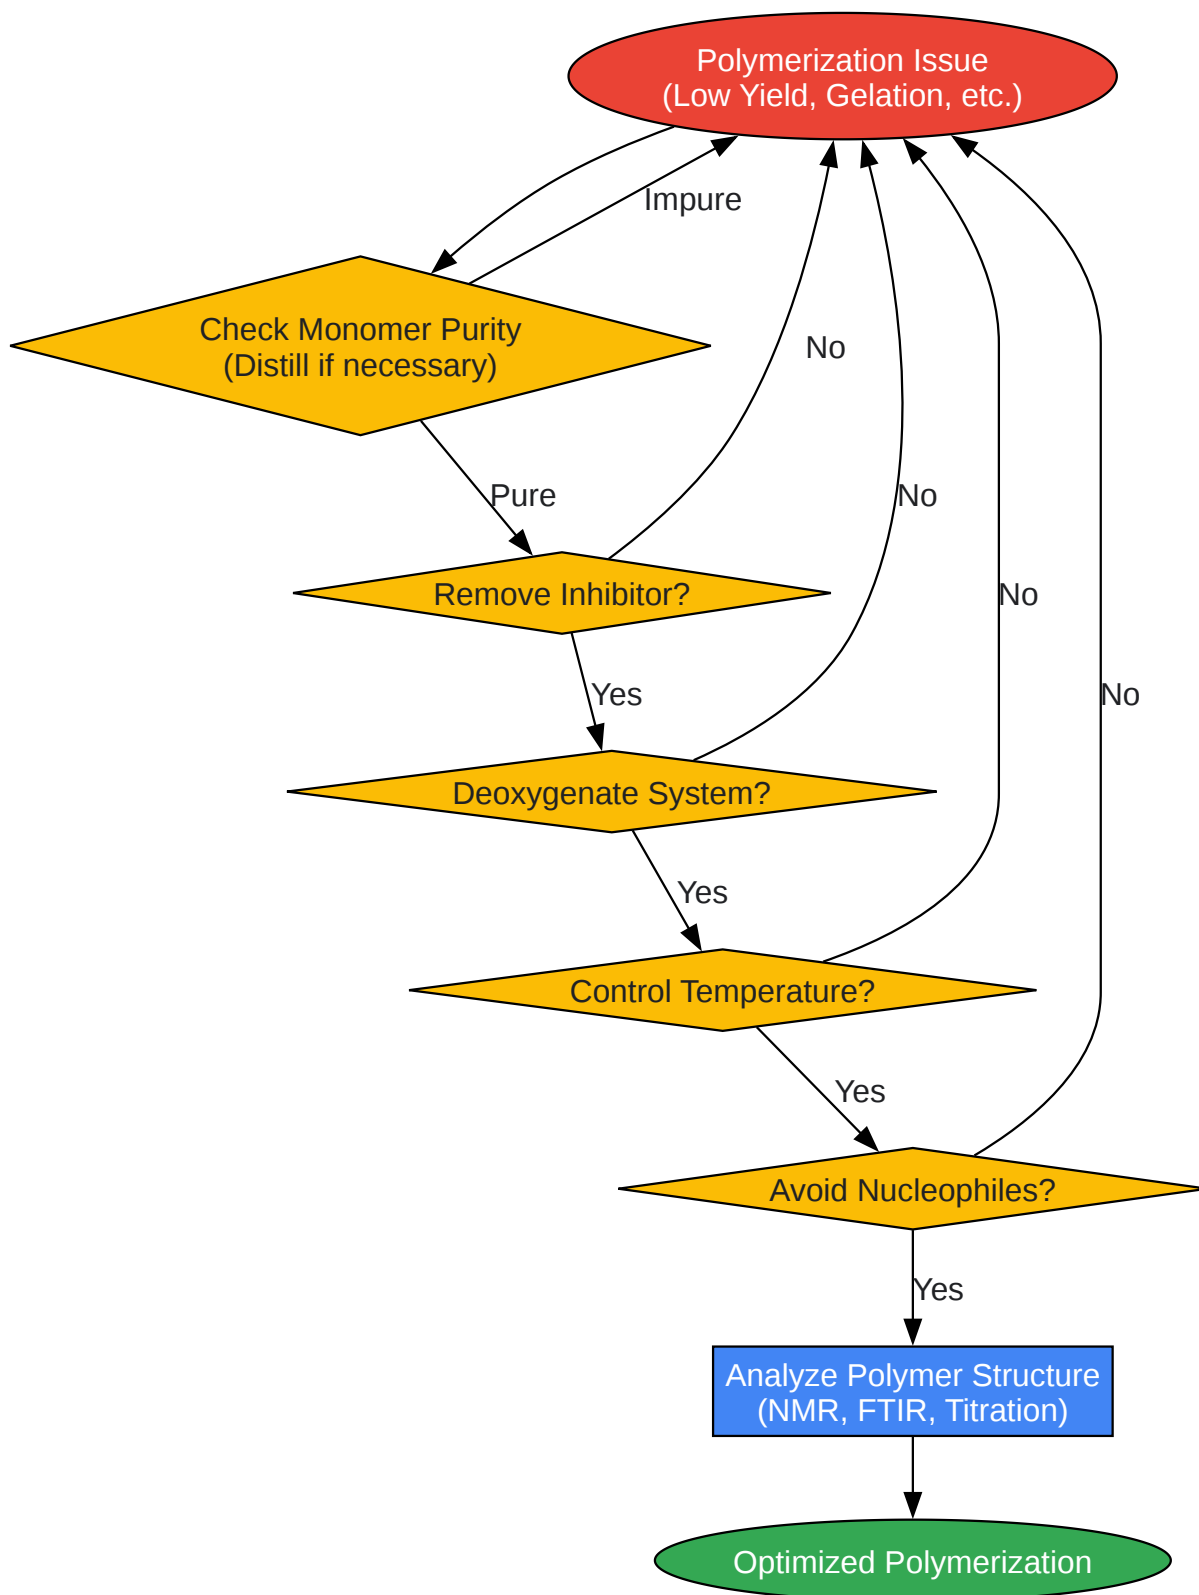 Polymerization Issue
(Low Yield, Gelation, etc.)
Impure
Check Monomer Purity
(Distill if necessary)
No
Pure
No
Remove Inhibitor?
No
Yes
No
Deoxygenate System?
Yes
Control Temperature?
Yes
Avoid Nucleophiles?
Yes
Analyze Polymer Structure
(NMR, FTIR, Titration)
Optimized Polymerization